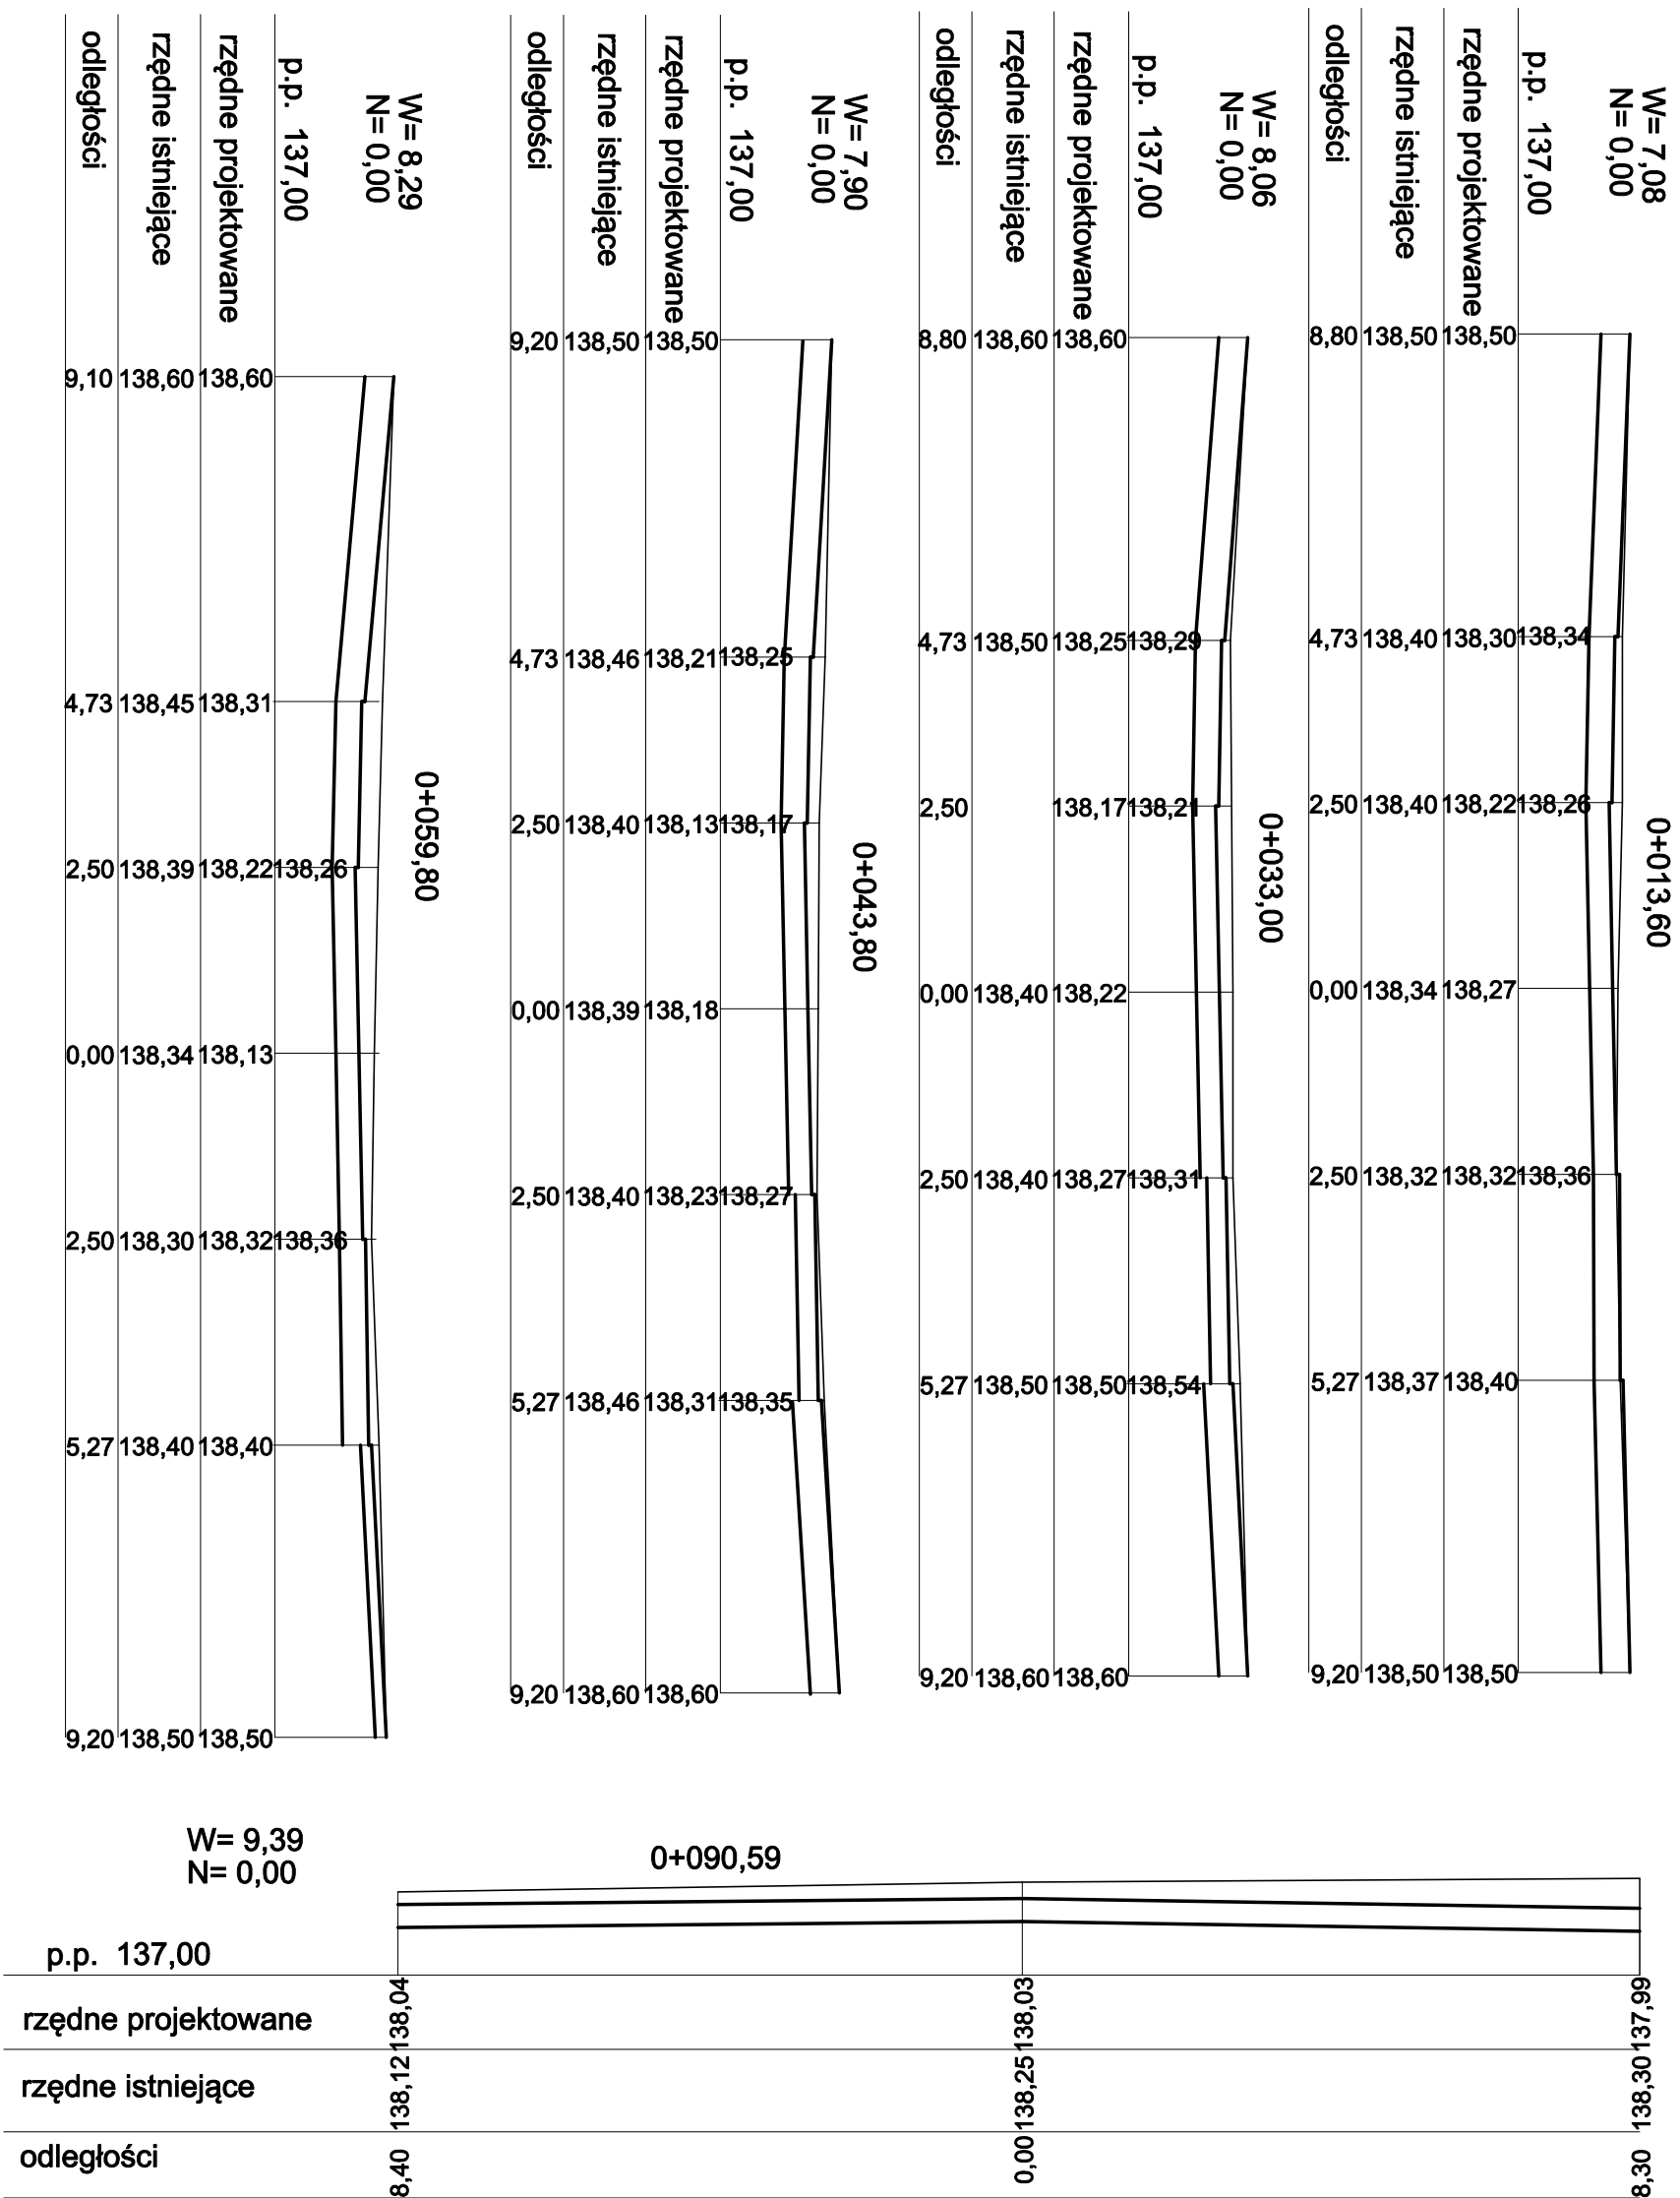 W= 7,08
N= 0,00
0+013,60
p.p. 137,00
138,34 138,26 138,36
rzędne projektowane 138,50 138,30 138,22 138,27 138,32 138,40 138,50
rzędne istniejące 138,50 138,40 138,40 138,34 138,32 138,37 138,50
odległości 8,80 4,73 2,50 0,00 2,50 5,27 9,20
W= 8,06
N= 0,00
0+033,00
p.p. 137,00
138,29 138,21 138,31 138,54
rzędne projektowane 138,60 138,25 138,17 138,22 138,27 138,50 138,60
rzędne istniejące 138,60 138,50 138,40 138,40 138,50 138,60
odległości 8,80 4,73 2,50 0,00 2,50 5,27 9,20
W= 7,90
N= 0,00
0+043,80
p.p. 137,00
138,25 138,17 138,27 138,35
rzędne projektowane 138,50 138,21 138,13 138,18 138,23 138,31 138,60
rzędne istniejące 138,50 138,46 138,40 138,39 138,40 138,46 138,60
odległości 9,20 4,73 2,50 0,00 2,50 5,27 9,20
W= 8,29
N= 0,00
0+059,80
p.p. 137,00
138,26 138,36
rzędne projektowane 138,60 138,31 138,22 138,13 138,32 138,40 138,50
rzędne istniejące 138,60 138,45 138,39 138,34 138,30 138,40 138,50
odległości 9,10 4,73 2,50 0,00 2,50 5,27 9,20
W= 9,39
N= 0,00
0+090,59
p.p. 137,00
rzędne projektowane 138,04 138,03 137,99
rzędne istniejące 138,12 138,25 138,30
odległości 8,40 0,00 8,30